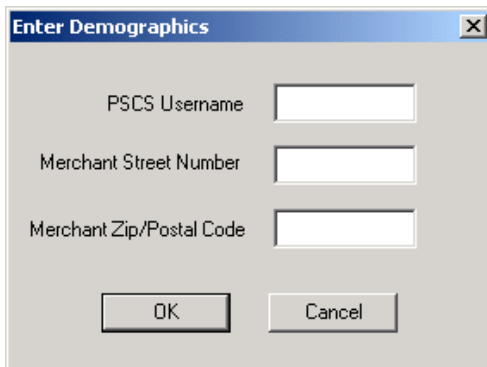 Enter Demographics
PSCS Username
Merchant Street Number
Merchant Zip/Postal Code
OK Cancel